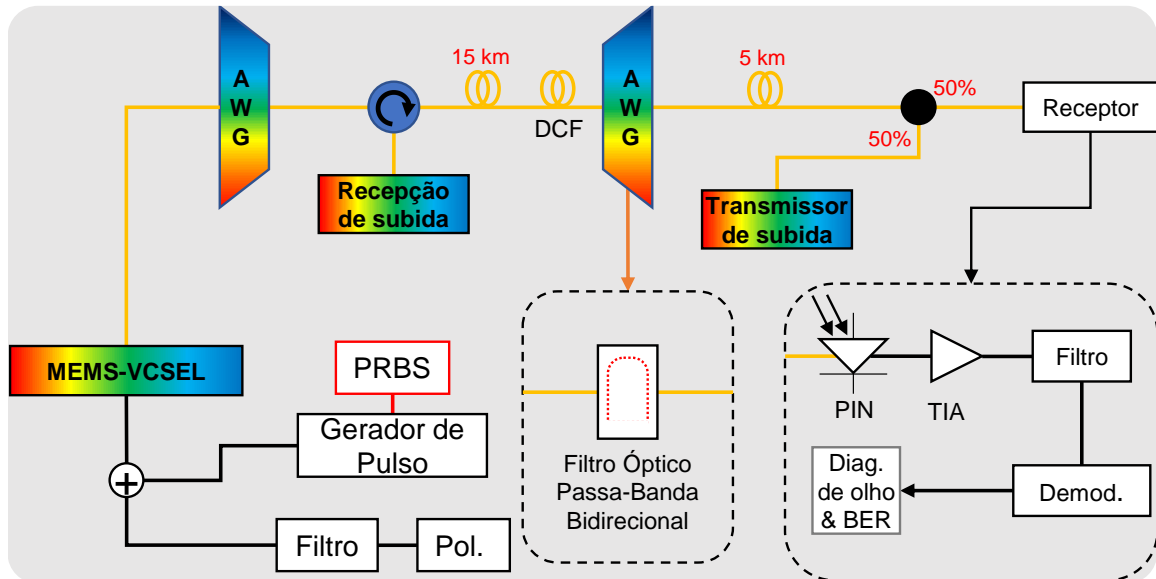 A
W
G
15 km
DCF
A
W
G
5 km
50%
50%
Receptor
Recepção
de subida
Transmissor
de subida
MEMS-VCSEL
PRBS
Gerador de
Pulso
+
Filtro
Pol.
Filtro Óptico
Passa-Banda
Bidirecional
PIN
TIA
Filtro
Diag.
de olho
& BER
Demod.